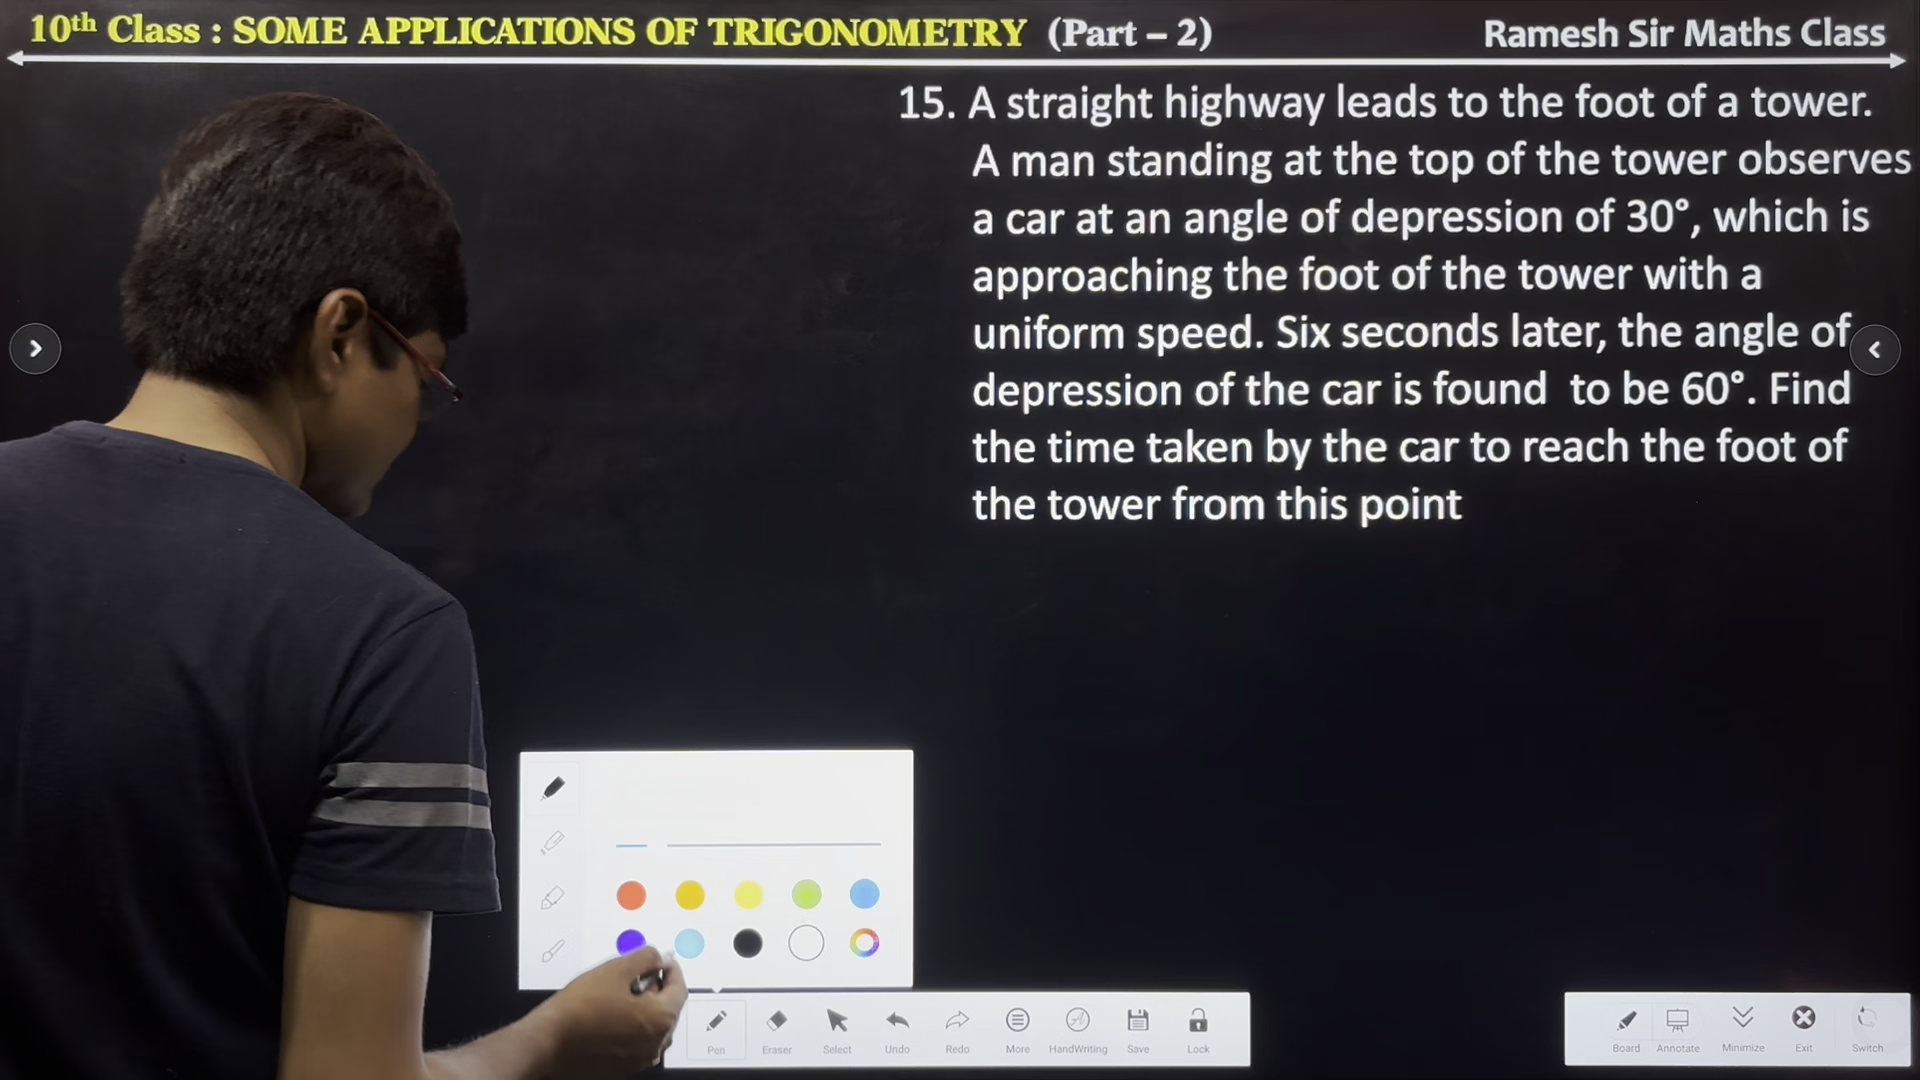 10th Class : SOME APPLICATIONS OF TRIGONOMETRY (Part – 2) Ramesh Sir Maths Class
15. A straight highway leads to the foot of a tower.
A man standing at the top of the tower observes
a car at an angle of depression of 30°, which is
approaching the foot of the tower with a
uniform speed. Six seconds later, the angle of
depression of the car is found to be 60°. Find
the time taken by the car to reach the foot of
the tower from this point
Pen Eraser Select Undo Redo More HandWriting Save Lock
Board Annotate Minimize Exit Switch